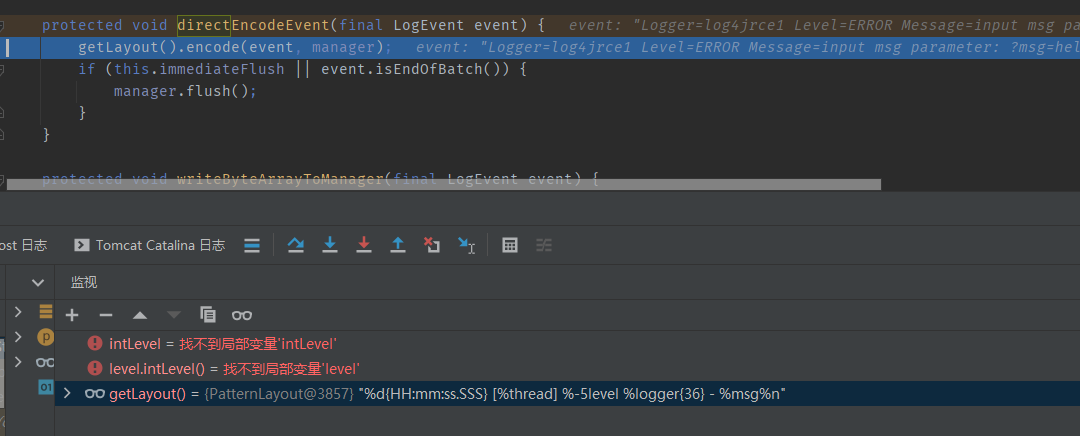 protected void directEncodeEvent(final LogEvent event) { event: "Logger=log4jrce1 Level=ERROR Message=input msg pa
getLayout().encode(event, manager); event: "Logger=log4jrce1 Level=ERROR Message=input msg parameter: ?msg=hel
if (this.immediateFlush || event.isEndOfBatch()) {
manager.flush();
}
}
protected void writeByteArrayToManager(final LogEvent event) {
ost 日志 Tomcat Catalina 日志
监视
intLevel = 找不到局部变量'intLevel'
p
level.intLevel() = 找不到局部变量'level'
01
getLayout() = {PatternLayout@3857} "%d{HH:mm:ss.SSS} [%thread] %-5level %logger{36} - %msg%n"